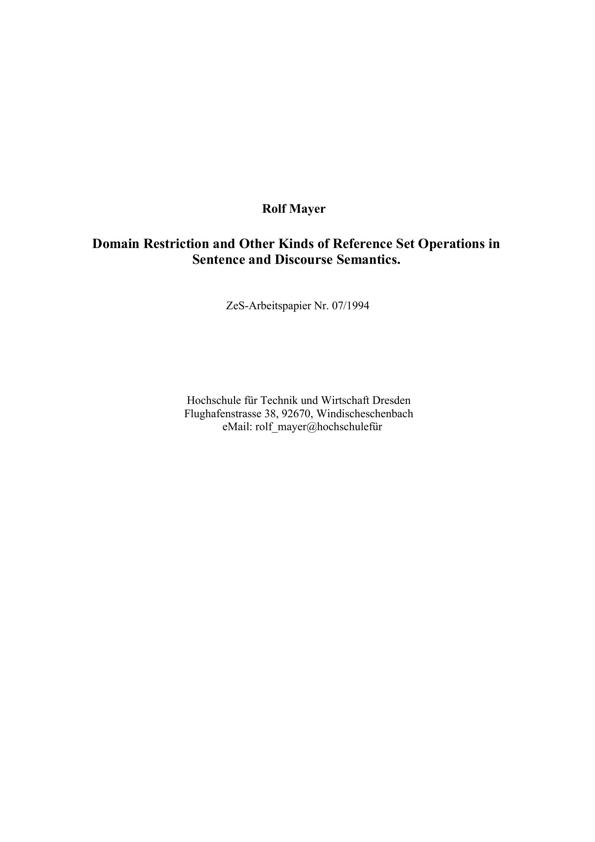 Rolf Mayer
Domain Restriction and Other Kinds of Reference Set Operations in
Sentence and Discourse Semantics.
ZeS-Arbeitspapier Nr. 07/1994
Hochschule für Technik und Wirtschaft Dresden
Flughafenstrasse 38, 92670, Windischeschenbach
eMail: rolf_mayer@hochschulefür